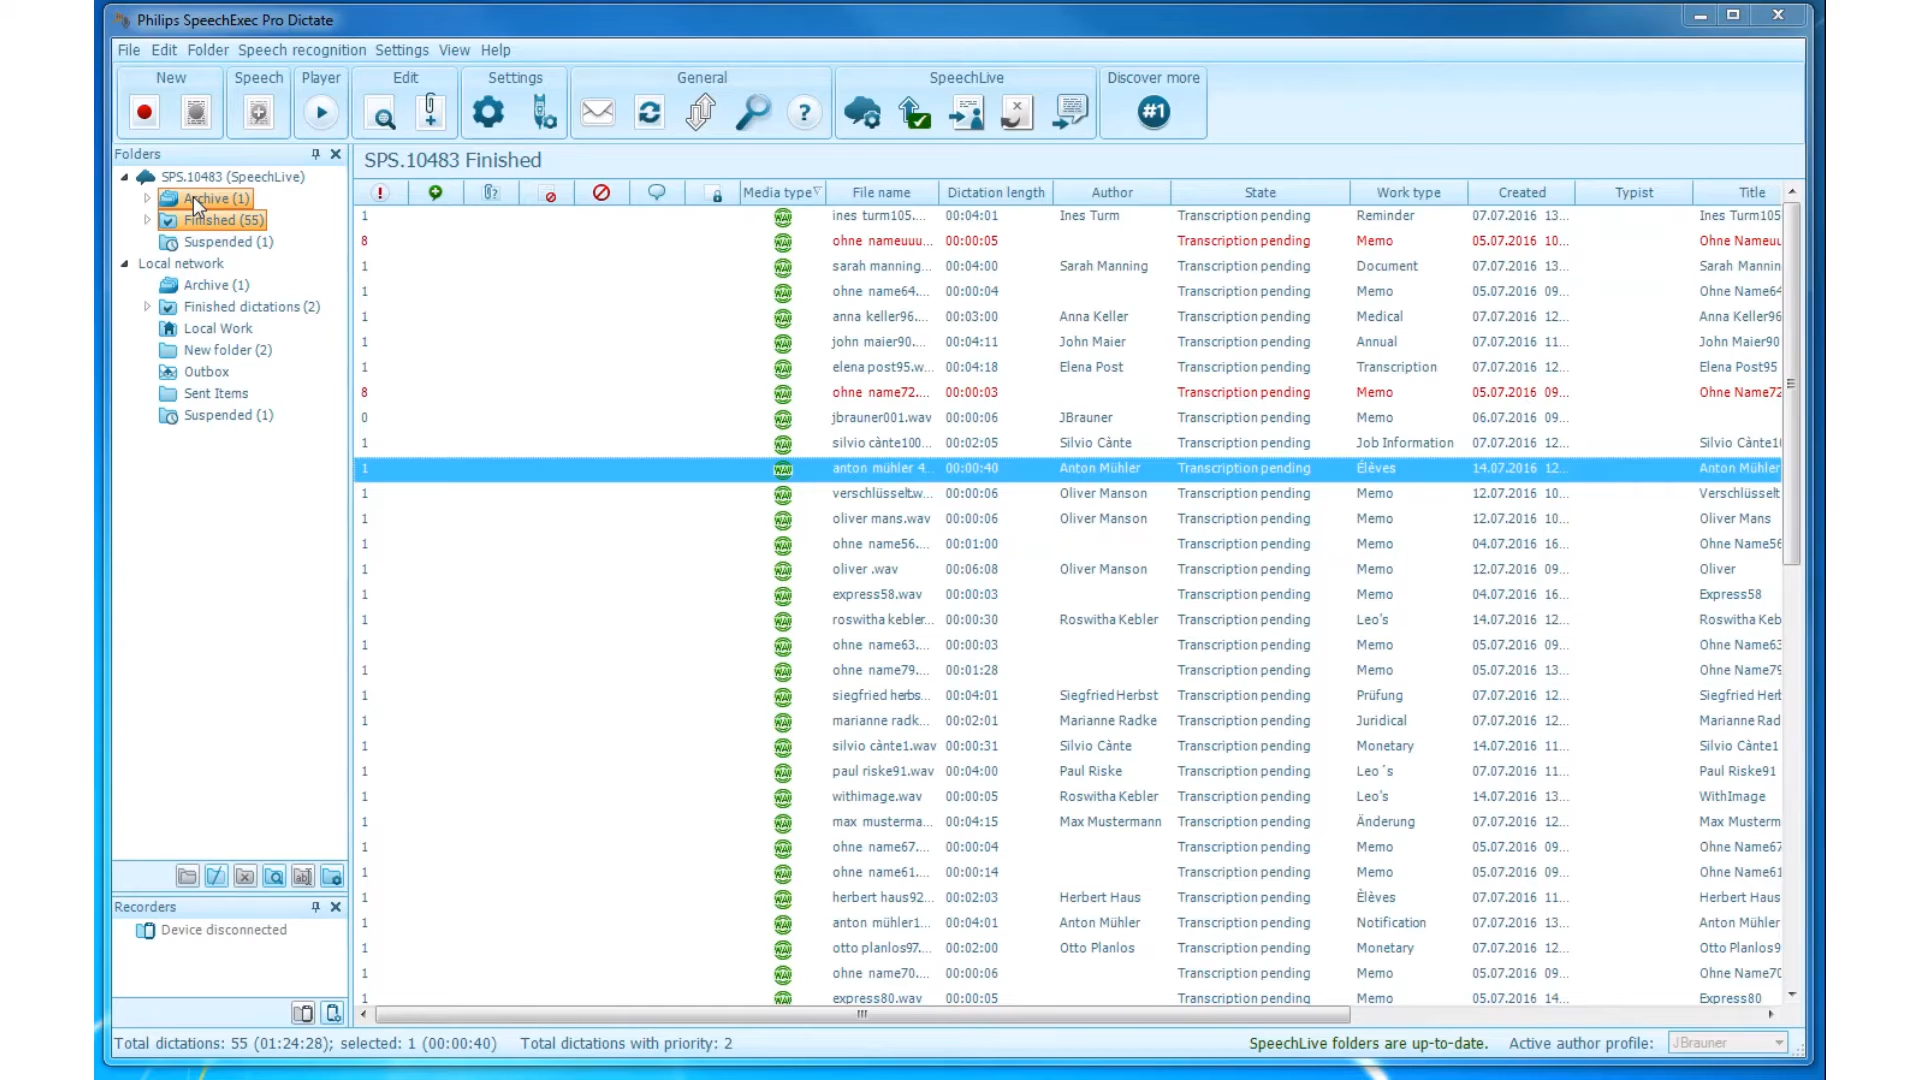 Philips SpeechExec Pro Dictate
File Edit Folder Speech recognition Settings View Help
New Speech Player Edit Settings General SpeechLive Discover more
#1
Folders
SPS.10483 (SpeechLive)
Archive (1)
Finished (55)
Suspended (1)
Local network
Archive (1)
Finished dictations (2)
Local Work
New folder (2)
Outbox
Sent Items
Suspended (1)
Recorders
Device disconnected
SPS.10483 Finished
Media type File name Dictation length Author State Work type Created Typist Title
1 ines turm105.... 00:04:01 Ines Turm Transcription pending Reminder 07.07.2016 13... Ines Turm105
8 ohne nameuuu... 00:00:05 Transcription pending Memo 05.07.2016 10... Ohne Nameuu
1 sarah manning... 00:04:00 Sarah Manning Transcription pending Document 07.07.2016 13... Sarah Mannin
1 ohne name64.... 00:00:04 Transcription pending Memo 05.07.2016 09... Ohne Name64
1 anna keller96.... 00:03:00 Anna Keller Transcription pending Medical 07.07.2016 12... Anna Keller96
1 john maier90.... 00:04:11 John Maier Transcription pending Annual 07.07.2016 11... John Maier90
1 elena post95.w... 00:04:18 Elena Post Transcription pending Transcription 07.07.2016 12... Elena Post95
8 ohne name72.... 00:00:03 Transcription pending Memo 05.07.2016 09... Ohne Name72
0 jbrauner001.wav 00:00:06 JBrauner Transcription pending Memo 06.07.2016 09...
1 silvio cànte100... 00:02:05 Silvio Cànte Transcription pending Job Information 07.07.2016 12... Silvio Cànte10
1 anton mühler 4... 00:00:40 Anton Mühler Transcription pending Élèves 14.07.2016 12... Anton Mühler
1 verschlüsselt.w... 00:00:06 Oliver Manson Transcription pending Memo 12.07.2016 10... Verschlüsselt
1 oliver mans.wav 00:00:06 Oliver Manson Transcription pending Memo 12.07.2016 10... Oliver Mans
1 ohne name56.... 00:01:00 Transcription pending Memo 04.07.2016 16... Ohne Name56
1 oliver .wav 00:06:08 Oliver Manson Transcription pending Memo 12.07.2016 09... Oliver
1 express58.wav 00:00:03 Transcription pending Memo 04.07.2016 16... Express58
1 roswitha kebler... 00:00:30 Roswitha Kebler Transcription pending Leo's 14.07.2016 12... Roswitha Keb
1 ohne name63.... 00:00:03 Transcription pending Memo 05.07.2016 09... Ohne Name63
1 ohne name79.... 00:01:28 Transcription pending Memo 05.07.2016 13... Ohne Name79
1 siegfried herbs... 00:04:01 Siegfried Herbst Transcription pending Prüfung 07.07.2016 12... Siegfried Her
1 marianne radk... 00:02:01 Marianne Radke Transcription pending Juridical 07.07.2016 12... Marianne Rad
1 silvio cànte1.wav 00:00:31 Silvio Cànte Transcription pending Monetary 14.07.2016 11... Silvio Cànte1
1 paul riske91.wav 00:04:00 Paul Riske Transcription pending Leo´s 07.07.2016 11... Paul Riske91
1 withimage.wav 00:00:05 Roswitha Kebler Transcription pending Leo's 14.07.2016 13... WithImage
1 max musterma... 00:04:15 Max Mustermann Transcription pending Änderung 07.07.2016 12... Max Musterm
1 ohne name67.... 00:00:04 Transcription pending Memo 05.07.2016 09... Ohne Name67
1 ohne name61.... 00:00:14 Transcription pending Memo 05.07.2016 09... Ohne Name61
1 herbert haus92... 00:02:03 Herbert Haus Transcription pending Èlèves 07.07.2016 11... Herbert Haus
1 anton mühler1... 00:04:01 Anton Mühler Transcription pending Notification 07.07.2016 13... Anton Mühler
1 otto planlos97.... 00:02:00 Otto Planlos Transcription pending Monetary 07.07.2016 12... Otto Planlos9
1 ohne name70.... 00:00:06 Transcription pending Memo 05.07.2016 09... Ohne Name70
1 express80.wav 00:00:05 Transcription pending Memo 05.07.2016 14... Express80
Total dictations: 55 (01:24:28); selected: 1 (00:00:40) Total dictations with priority: 2 SpeechLive folders are up-to-date. Active author profile: JBrauner